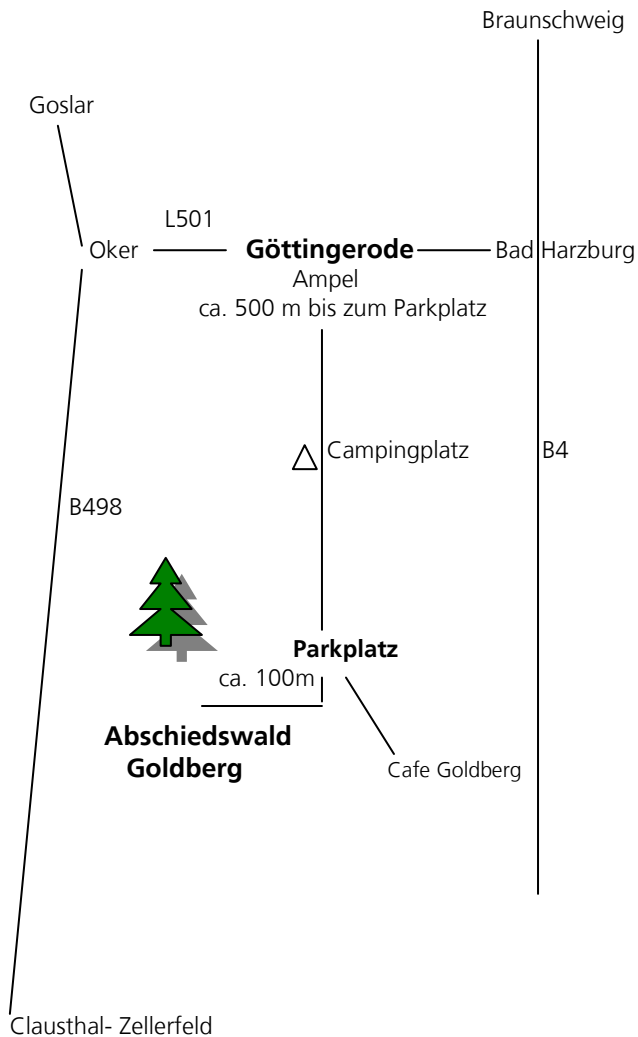 Braunschweig
Goslar
L501
Oker
Göttingerode
Bad Harzburg
Ampel
ca. 500 m bis zum Parkplatz
Campingplatz
B4
B498
Parkplatz
ca. 100m
Abschiedswald
Goldberg
Cafe Goldberg
Clausthal- Zellerfeld